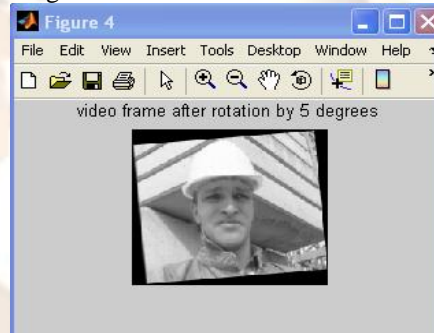 Figure 4
File Edit View Insert Tools Desktop Window Help
video frame after rotation by 5 degrees